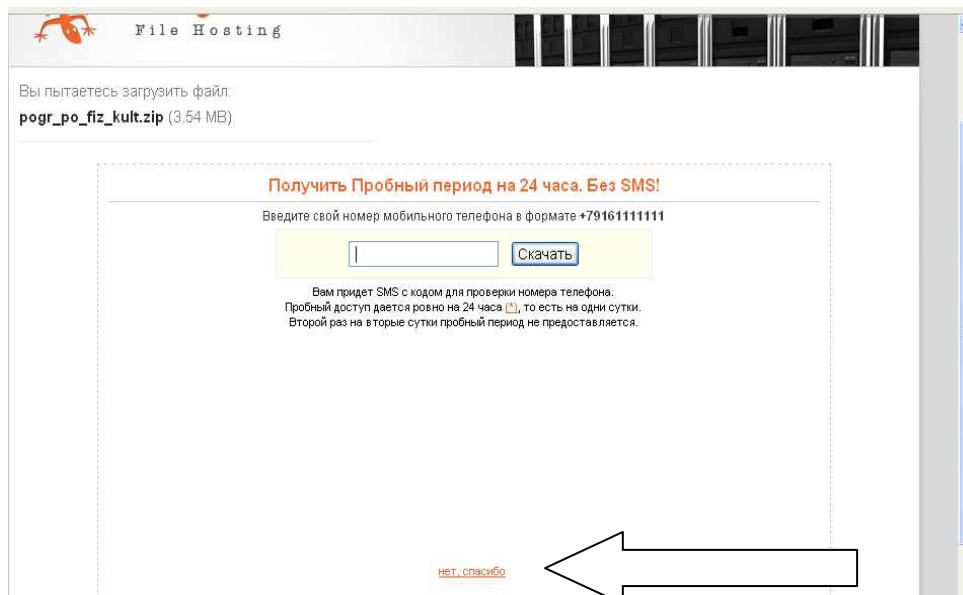 File Hosting
Вы пытаетесь загрузить файл:
pogr_po_fiz_kult.zip (3.54 MB)
Получить Пробный период на 24 часа. Без SMS!
Введите свой номер мобильного телефона в формате +79161111111
Скачать
Вам придет SMS с кодом для проверки номера телефона.
Пробный доступ дается ровно на 24 часа (*), то есть на одни сутки.
Второй раз на вторые сутки пробный период не предоставляется.
нет, спасибо